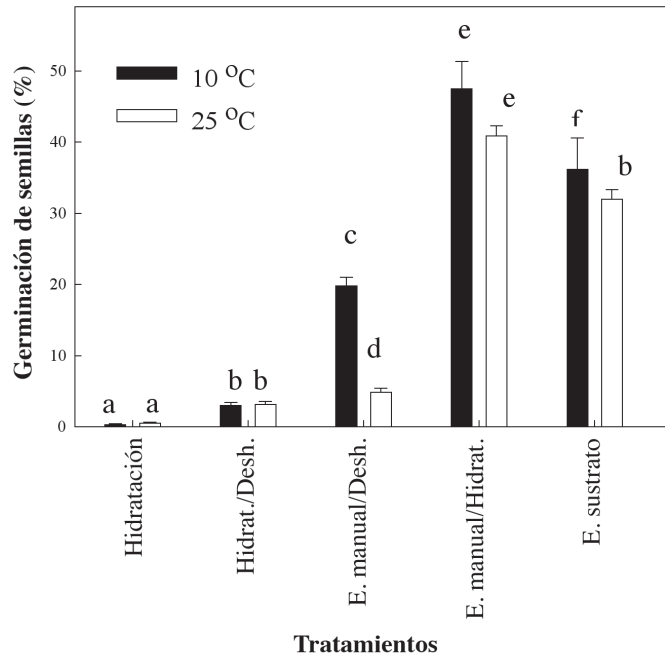 Germinación de semillas (%)
50
40
30
20
10
0
10 °C
25 °C
a
a
b
b
c
d
e
e
f
b
Hidratación
Hidrat./Desh.
E. manual/Desh.
E. manual/Hidrat.
E. sustrato
Tratamientos